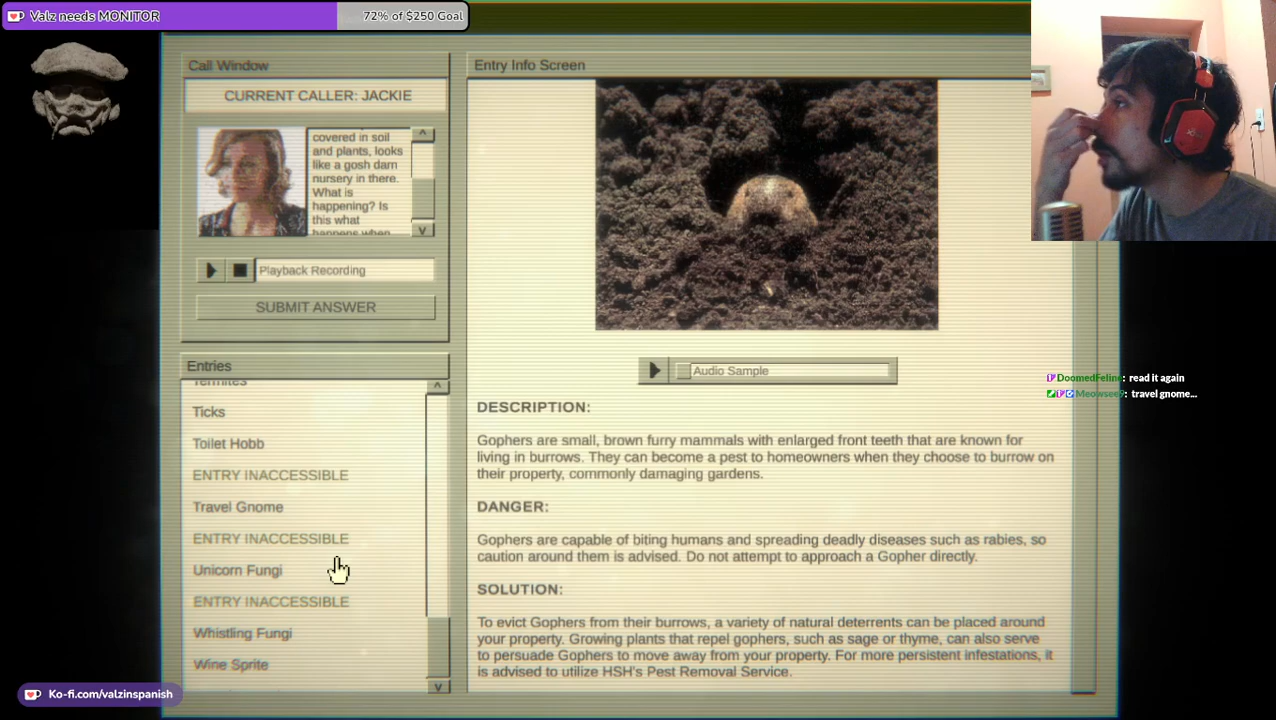 Valz needs MONITOR
72% of $250 Goal
Call Window
CURRENT CALLER: JACKIE
covered in soil
and plants, looks
like a gosh darn
nursery in there.
What is
happening? Is
this what
happens when
Playback Recording
SUBMIT ANSWER
Entries
Termites
Ticks
Toilet Hobb
ENTRY INACCESSIBLE
Travel Gnome
ENTRY INACCESSIBLE
Unicorn Fungi
ENTRY INACCESSIBLE
Whistling Fungi
Wine Sprite
Entry Info Screen
Audio Sample
DESCRIPTION:
Gophers are small, brown furry mammals with enlarged front teeth that are known for
living in burrows. They can become a pest to homeowners when they choose to burrow on
their property, commonly damaging gardens.
DANGER:
Gophers are capable of biting humans and spreading deadly diseases such as rabies, so
caution around them is advised. Do not attempt to approach a Gopher directly.
SOLUTION:
To evict Gophers from their burrows, a variety of natural deterrents can be placed around
your property. Growing plants that repel gophers, such as sage or thyme, can also serve
to persuade Gophers to move away from your property. For more persistent infestations, it
is advised to utilize HSH's Pest Removal Service.
DoomedFeline: read it again
Meowsee9: travel gnome...
Ko-fi.com/valzinspanish